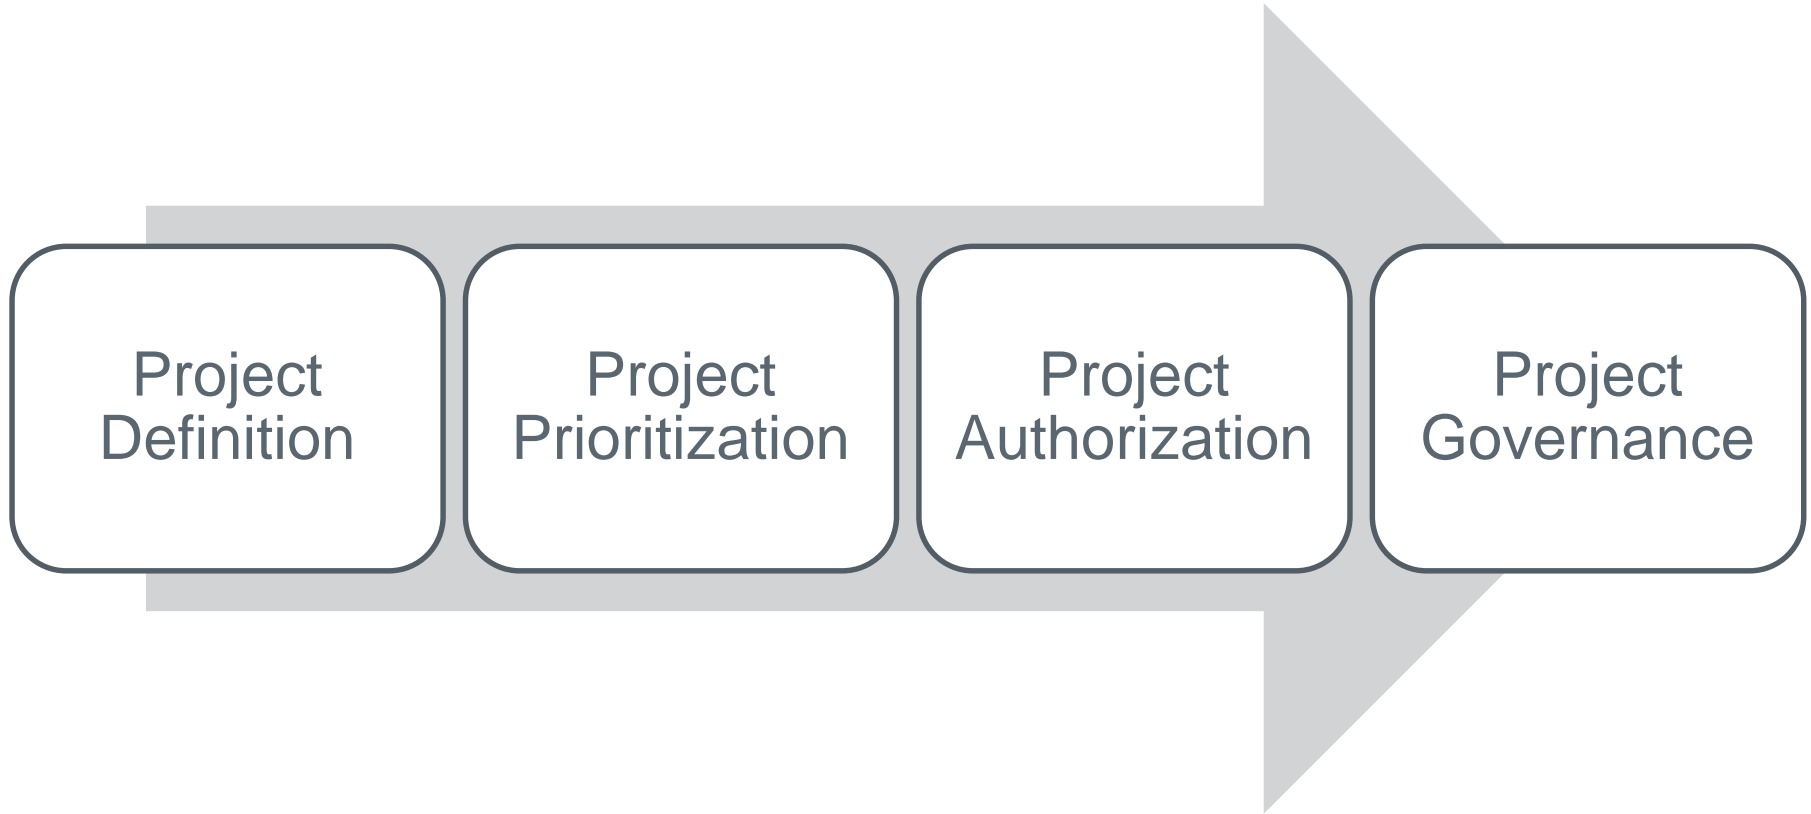 Project
Definition
Project
Prioritization
Project
Authorization
Project
Governance